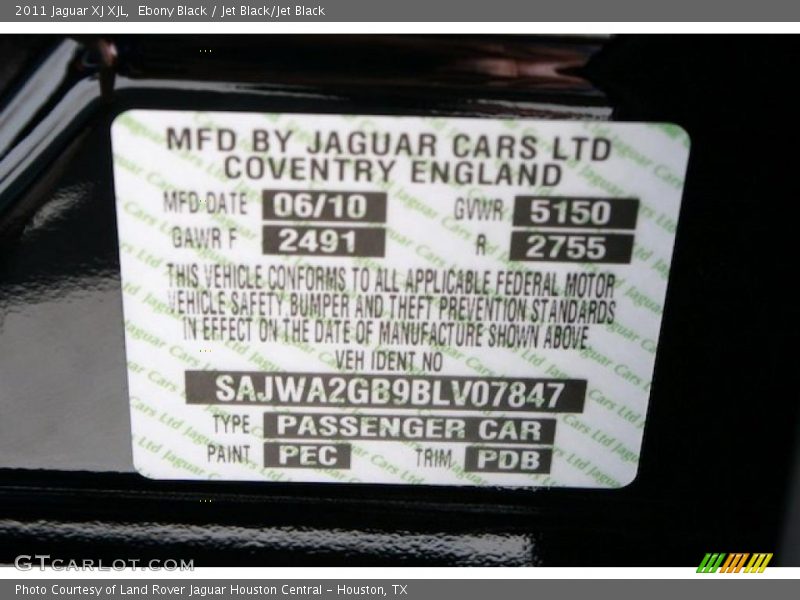 2011 Jaguar XJ XJL, Ebony Black / Jet Black/Jet Black
MFD BY JAGUAR CARS LTD
COVENTRY ENGLAND
MFD DATE 06/10 GVWR 5150
GAWR F 2491 R 2755
THIS VEHICLE CONFORMS TO ALL APPLICABLE FEDERAL MOTOR
VEHICLE SAFETY BUMPER AND THEFT PREVENTION STANDARDS
IN EFFECT ON THE DATE OF MANUFACTURE SHOWN ABOVE
VEH IDENT NO
SAJWA2GB9BLV07847
TYPE PASSENGER CAR
PAINT PEC TRIM PDB
GTCARLOT.COM
Photo Courtesy of Land Rover Jaguar Houston Central - Houston, TX